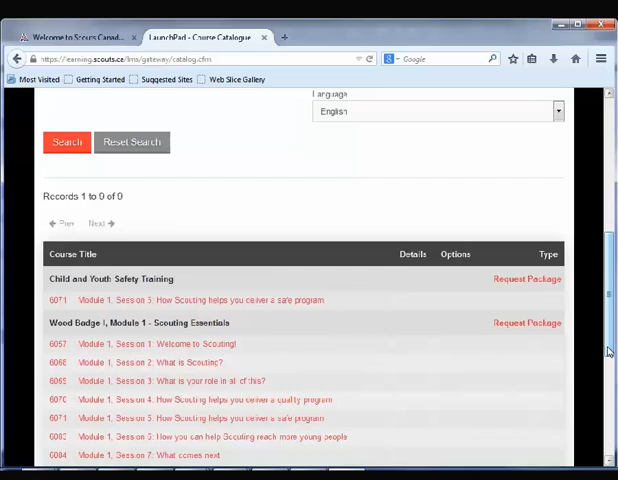 Welcome to Scouts Canad...
LaunchPad - Course Catalogue
https://learning.scouts.ca/lms/gateway/catalog.cfm
Google
Most Visited
Getting Started
Suggested Sites
Web Slice Gallery
Language
English
Search
Reset Search
Records 1 to 9 of 9
Prev
Next
Course Title
Details
Options
Type
Child and Youth Safety Training
Request Package
6071 Module 1, Session 5: How Scouting helps you deliver a safe program
Wood Badge I, Module 1 - Scouting Essentials
Request Package
Module 1, Session 1: Welcome to Scouting!
Module 1, Session 2: What is Scouting?
Module 1, Session 3: What is your role in all of this?
6070 Module 1, Session 4: How Scouting helps you deliver a quality program
6071 Module 1, Session 5: How Scouting helps you deliver a safe program
Module 1, Session 6: How you can help Scouting reach more young people
Module 1, Session 7: What comes next